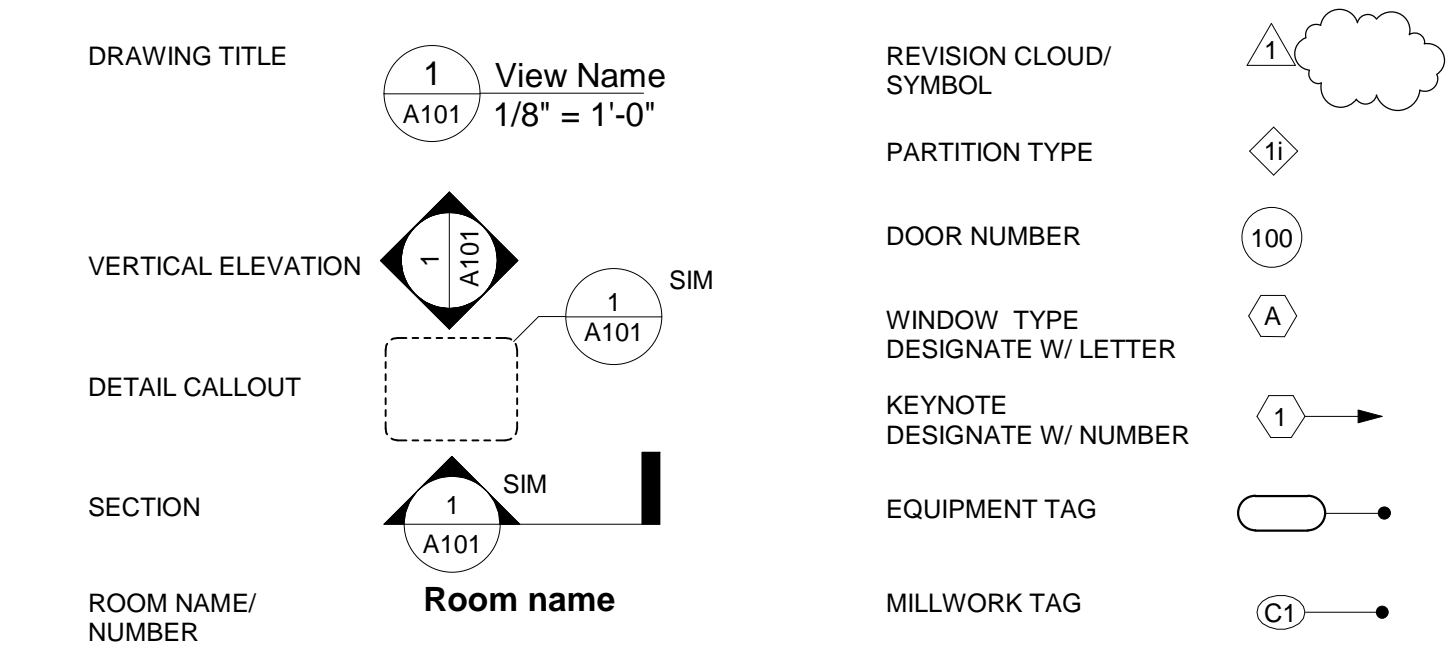 DRAWING TITLE
1
A101
View Name
1/8" = 1'-0"
VERTICAL ELEVATION
1
A101
DETAIL CALLOUT
1
A101
SIM
SECTION
1
A101
SIM
ROOM NAME/
NUMBER
Room name
REVISION CLOUD/
SYMBOL
1
PARTITION TYPE
1i
DOOR NUMBER
100
WINDOW TYPE
DESIGNATE W/ LETTER
A
KEYNOTE
DESIGNATE W/ NUMBER
1
EQUIPMENT TAG
MILLWORK TAG
C1